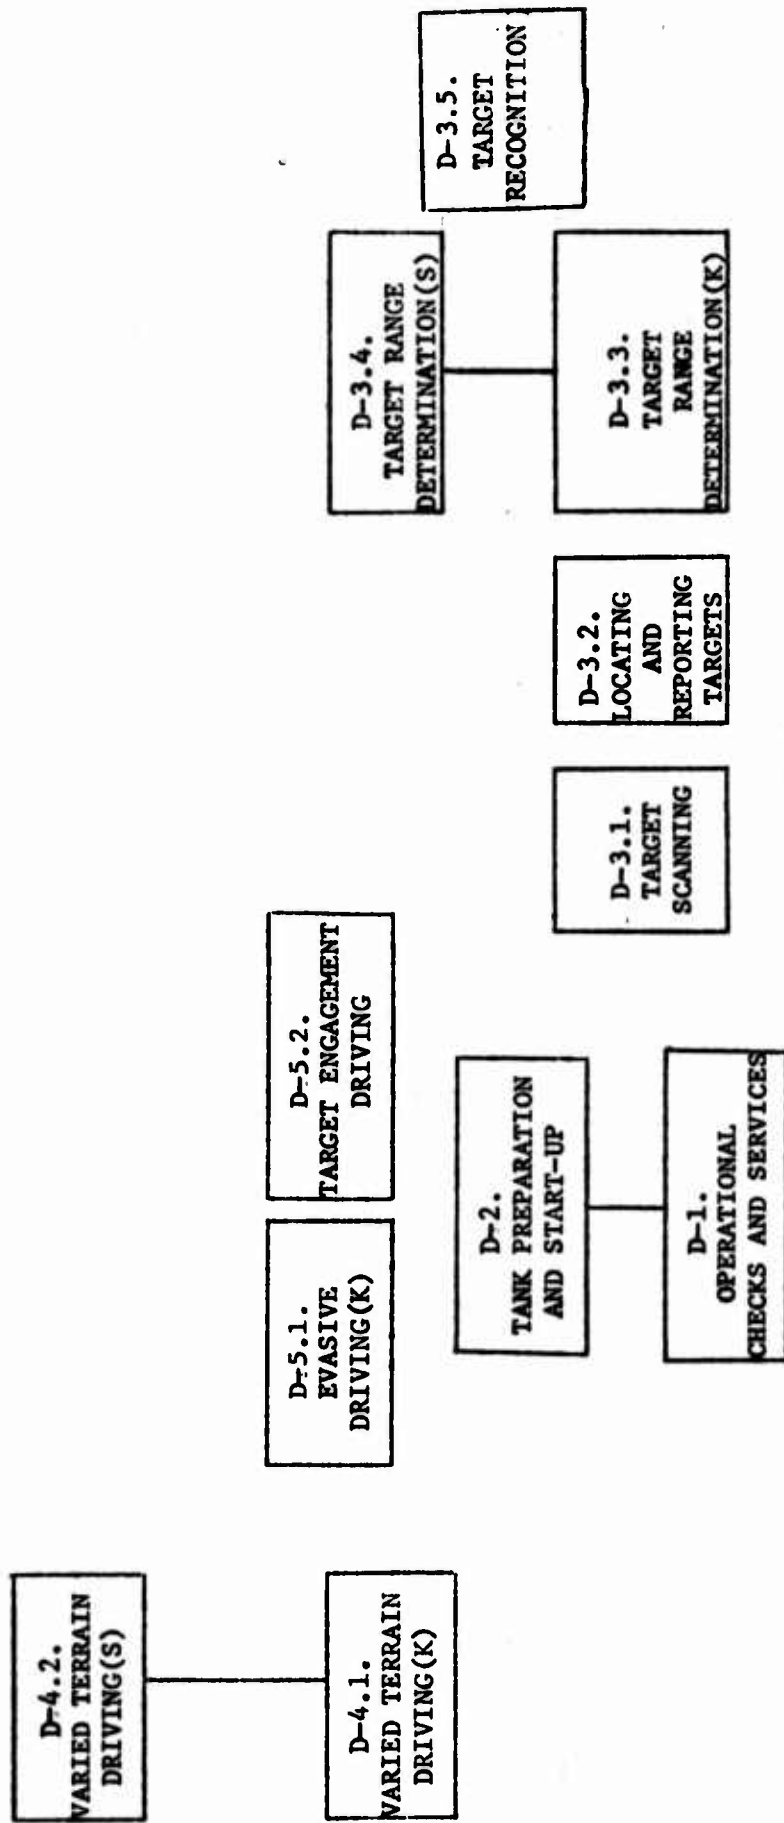 D-4.2.
VARIED TERRAIN
DRIVING(S)
D-4.1.
VARIED TERRAIN
DRIVING(K)
D-5.1.
EVASIVE
DRIVING(K)
D-5.2.
TARGET ENGAGEMENT
DRIVING
D-2.
TANK PREPARATION
AND START-UP
D-1.
OPERATIONAL
CHECKS AND SERVICES
D-3.1.
TARGET
SCANNING
D-3.2.
LOCATING
AND
REPORTING
TARGETS
D-3.4.
TARGET RANGE
DETERMINATION(S)
D-3.3.
TARGET
RANGE
DETERMINATION(K)
D-3.5.
TARGET
RECOGNITION